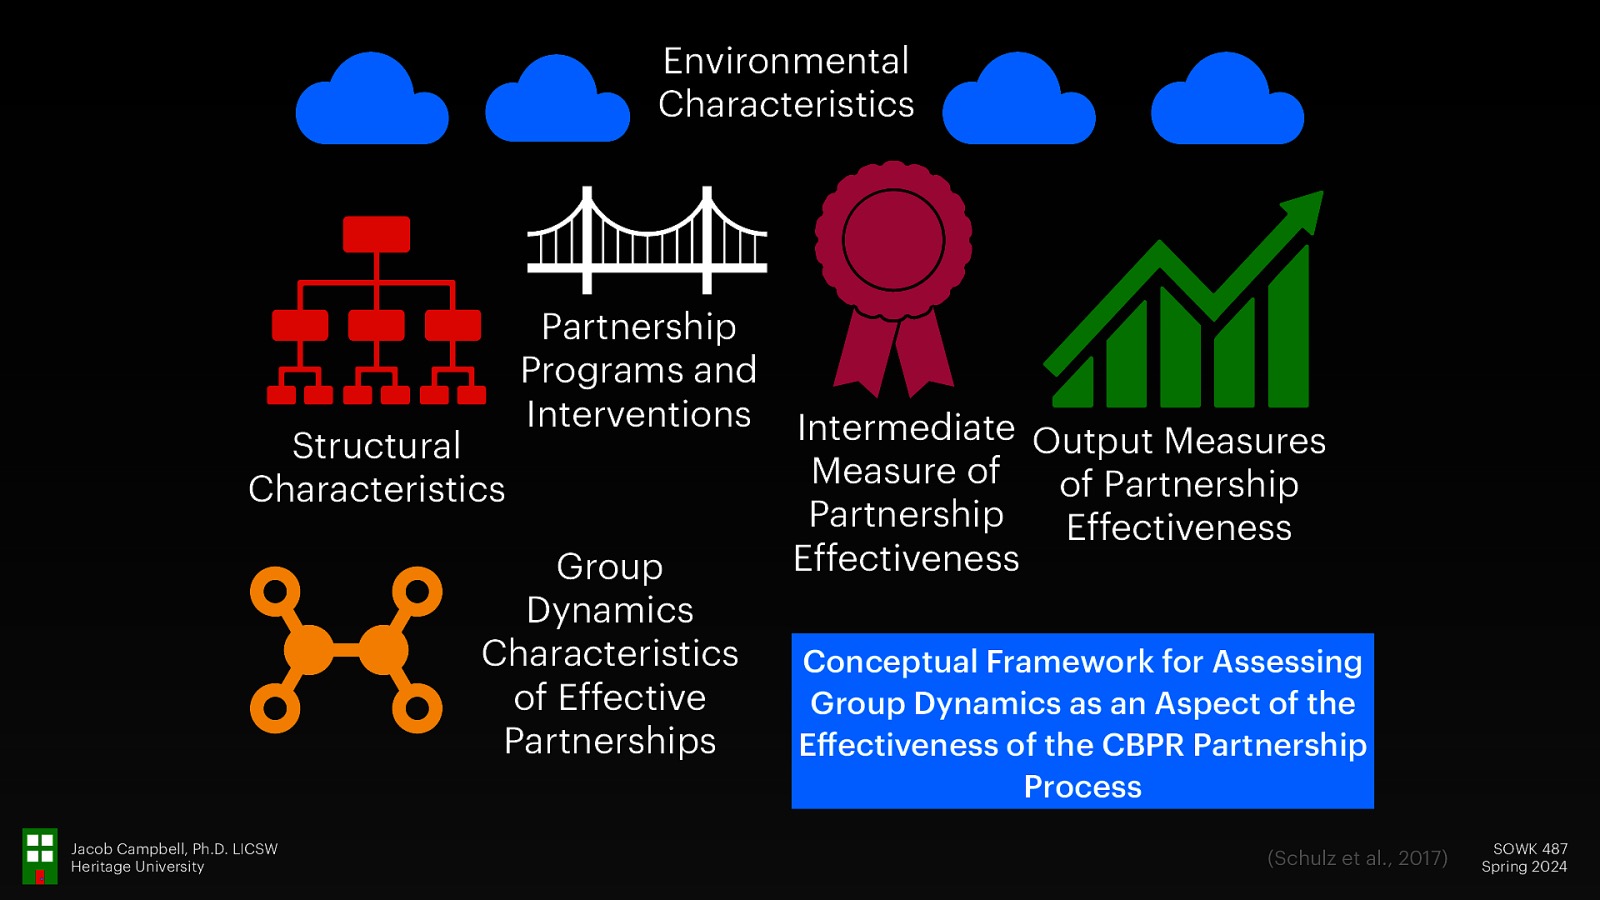 Environmental
Characteristics
Partnership
Programs and
Interventions
Structural
Characteristics
Intermediate
Measure of
Partnership
Effectiveness
Output Measures
of Partnership
Effectiveness
Group
Dynamics
Characteristics
of Effective
Partnerships
Conceptual Framework for Assessing
Group Dynamics as an Aspect of the
Effectiveness of the CBPR Partnership
Process
Jacob Campbell, Ph.D. LICSW
Heritage University
(Schulz et al., 2017)
SOWK 487
Spring 2024